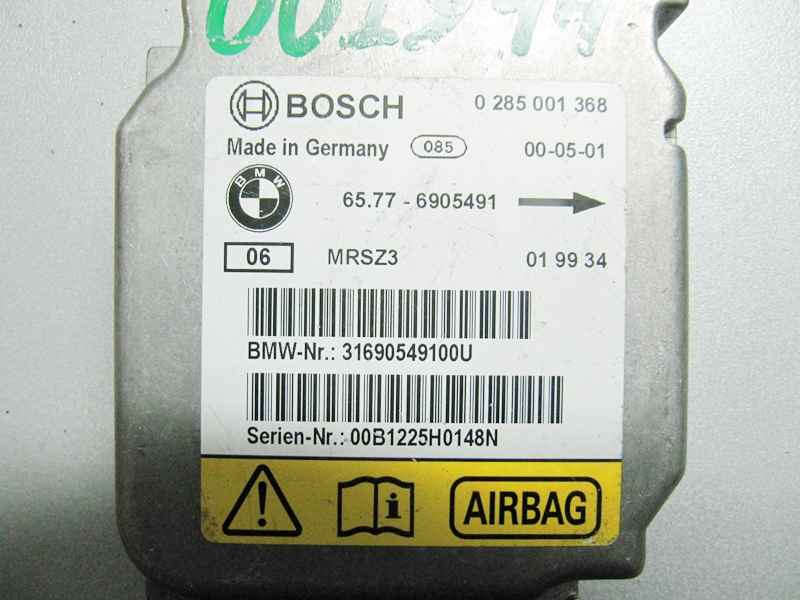 BOSCH 0 285 001 368
Made in Germany 085 00-05-01
BMW
65.77 - 6905491
06 MRSZ3 01 99 34
BMW-Nr.: 31690549100U
Serien-Nr.: 00B1225H0148N
i AIRBAG